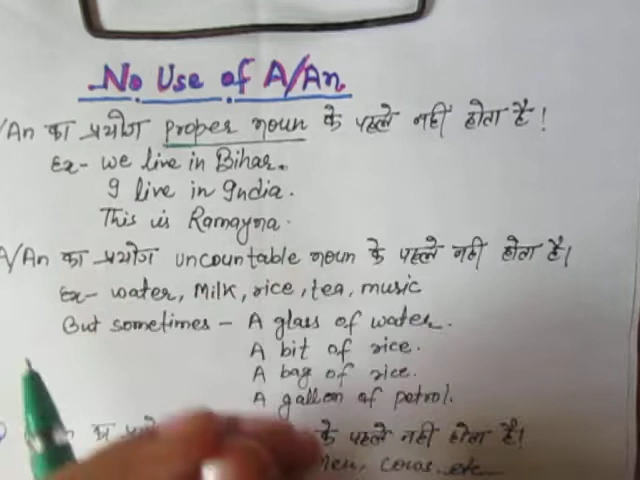 No Use of A/An
/An का प्रयोग Proper noun के पहले नहीं होता है!
Ex- we live in Bihar.
I live in India.
This is Ramayna.
A/An का प्रयोग uncountable noun के पहले नहीं होता है।
Ex- water, Milk, rice, tea, music
But sometimes - A glass of water.
A bit of rice.
A bag of rice.
A gallon of petrol.
के पहले नहीं होता है।
Men, cows etc